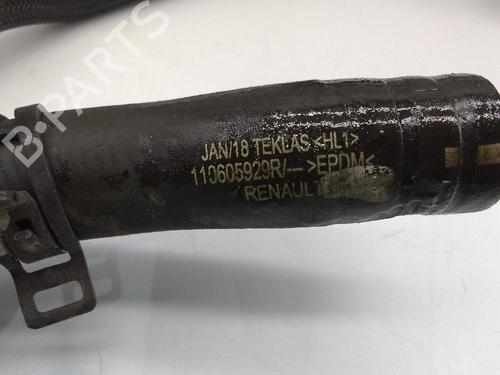 B-PARTS
JAN/18 TEKLAS <HL1>
110605929R/--- >EPDM<
RENAULT